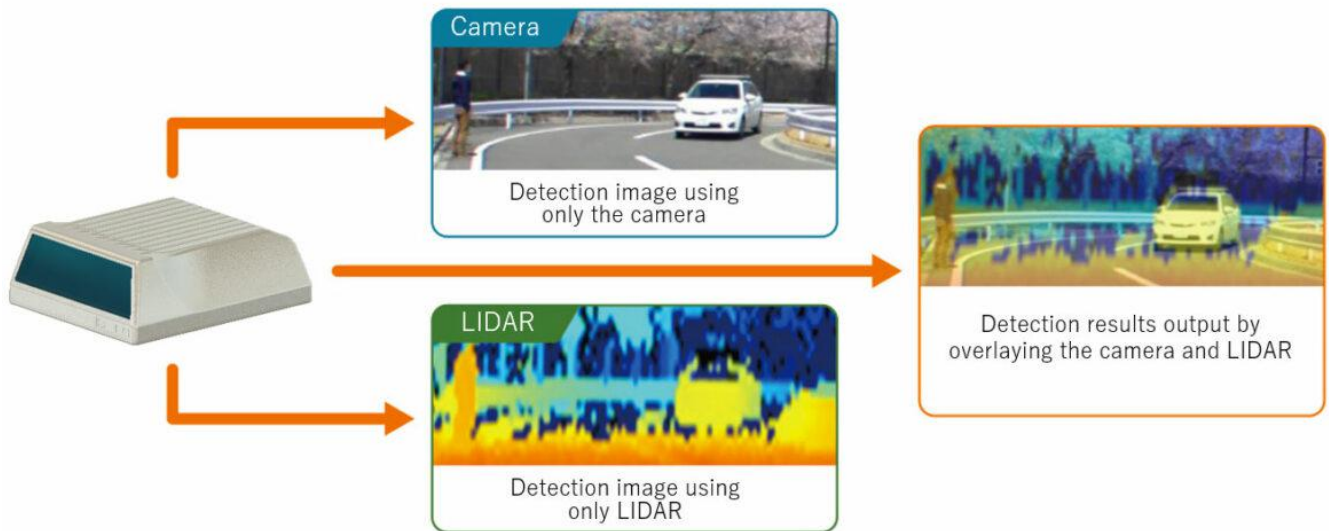 Camera
Detection image using
only the camera
LIDAR
Detection image using
only LIDAR
Detection results output by
overlaying the camera and LIDAR